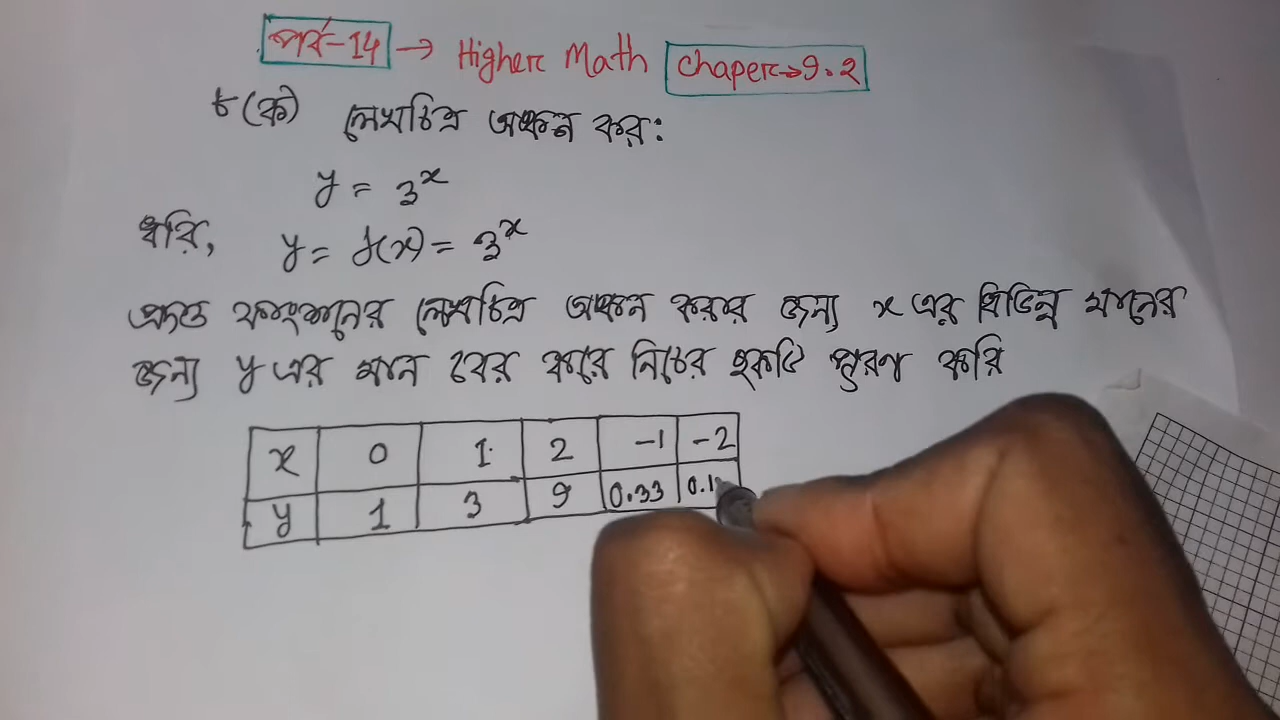 পর্ব-14 → Higher Math Chaper→9.2
৮(ক) লেখচিত্র অঙ্কন কর:
y = 3^x
ধরি, y = f(x) = 3^x
প্রদত্ত ফাংশনের লেখচিত্র অঙ্কন করার জন্য x এর বিভিন্ন মানের
জন্য y এর মান বের করে নিচের ছকটি পূরণ করি
x 0 1 2 -1 -2
y 1 3 9 0.33 0.1